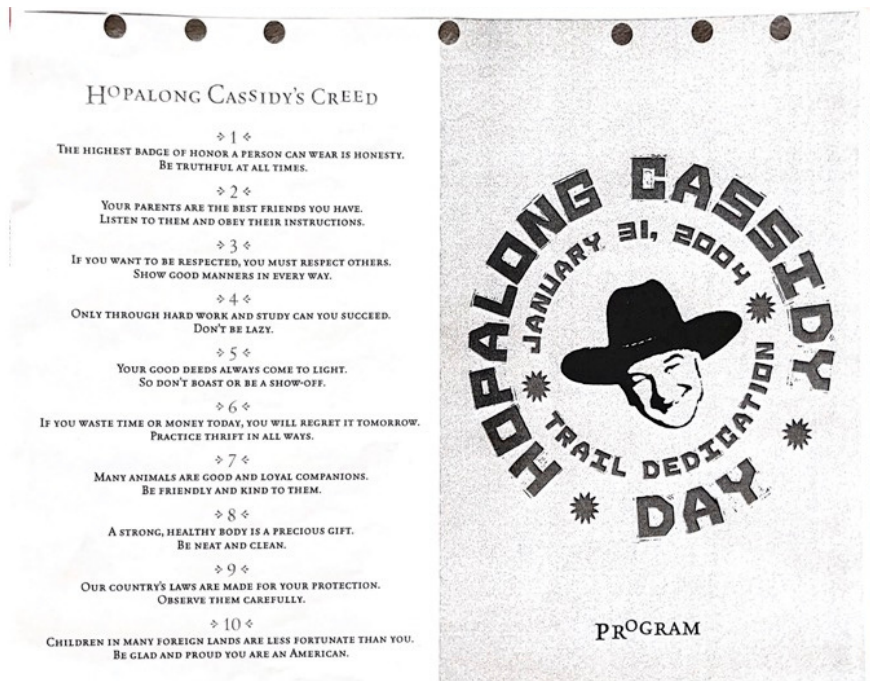 HOPALONG CASSIDY'S CREED
1
THE HIGHEST BADGE OF HONOR A PERSON CAN WEAR IS HONESTY.
BE TRUTHFUL AT ALL TIMES.
2
YOUR PARENTS ARE THE BEST FRIENDS YOU HAVE.
LISTEN TO THEM AND OBEY THEIR INSTRUCTIONS.
3
IF YOU WANT TO BE RESPECTED, YOU MUST RESPECT OTHERS.
SHOW GOOD MANNERS IN EVERY WAY.
4
ONLY THROUGH HARD WORK AND STUDY CAN YOU SUCCEED.
DON'T BE LAZY.
5
YOUR GOOD DEEDS ALWAYS COME TO LIGHT.
SO DON'T BOAST OR BE A SHOW-OFF.
6
IF YOU WASTE TIME OR MONEY TODAY, YOU WILL REGRET IT TOMORROW.
PRACTICE THRIFT IN ALL WAYS.
7
MANY ANIMALS ARE GOOD AND LOYAL COMPANIONS.
BE FRIENDLY AND KIND TO THEM.
8
A STRONG, HEALTHY BODY IS A PRECIOUS GIFT.
BE NEAT AND CLEAN.
9
OUR COUNTRY'S LAWS ARE MADE FOR YOUR PROTECTION.
OBSERVE THEM CAREFULLY.
10
CHILDREN IN MANY FOREIGN LANDS ARE LESS FORTUNATE THAN YOU.
BE GLAD AND PROUD YOU ARE AN AMERICAN.
HOPALONG CASSIDY
DAY
JANUARY 31, 2004
TRAIL DEDICATION
PROGRAM